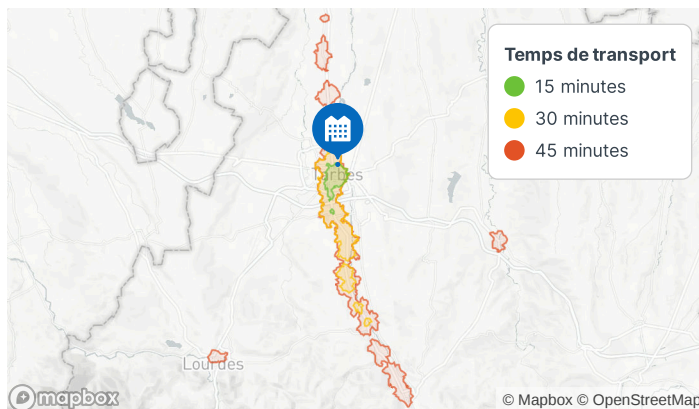 Temps de transport
15 minutes
30 minutes
45 minutes
Tarbes
Lourdes
mapbox
© Mapbox © OpenStreetMap